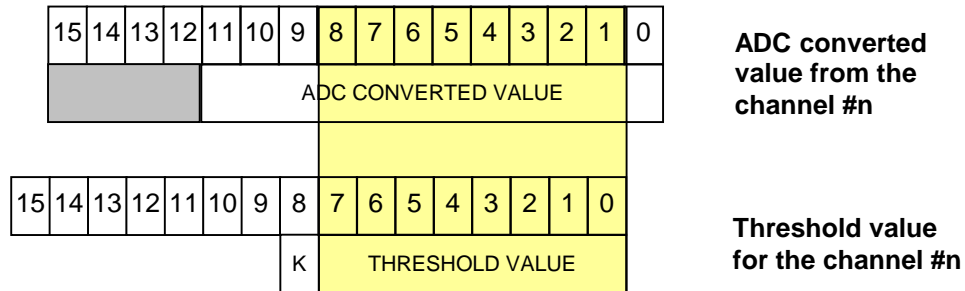 15 14 13 12 11 10 9 8 7 6 5 4 3 2 1 0
ADC CONVERTED VALUE
ADC converted
value from the
channel #n
15 14 13 12 11 10 9 8 7 6 5 4 3 2 1 0
K THRESHOLD VALUE
Threshold value
for the channel #n